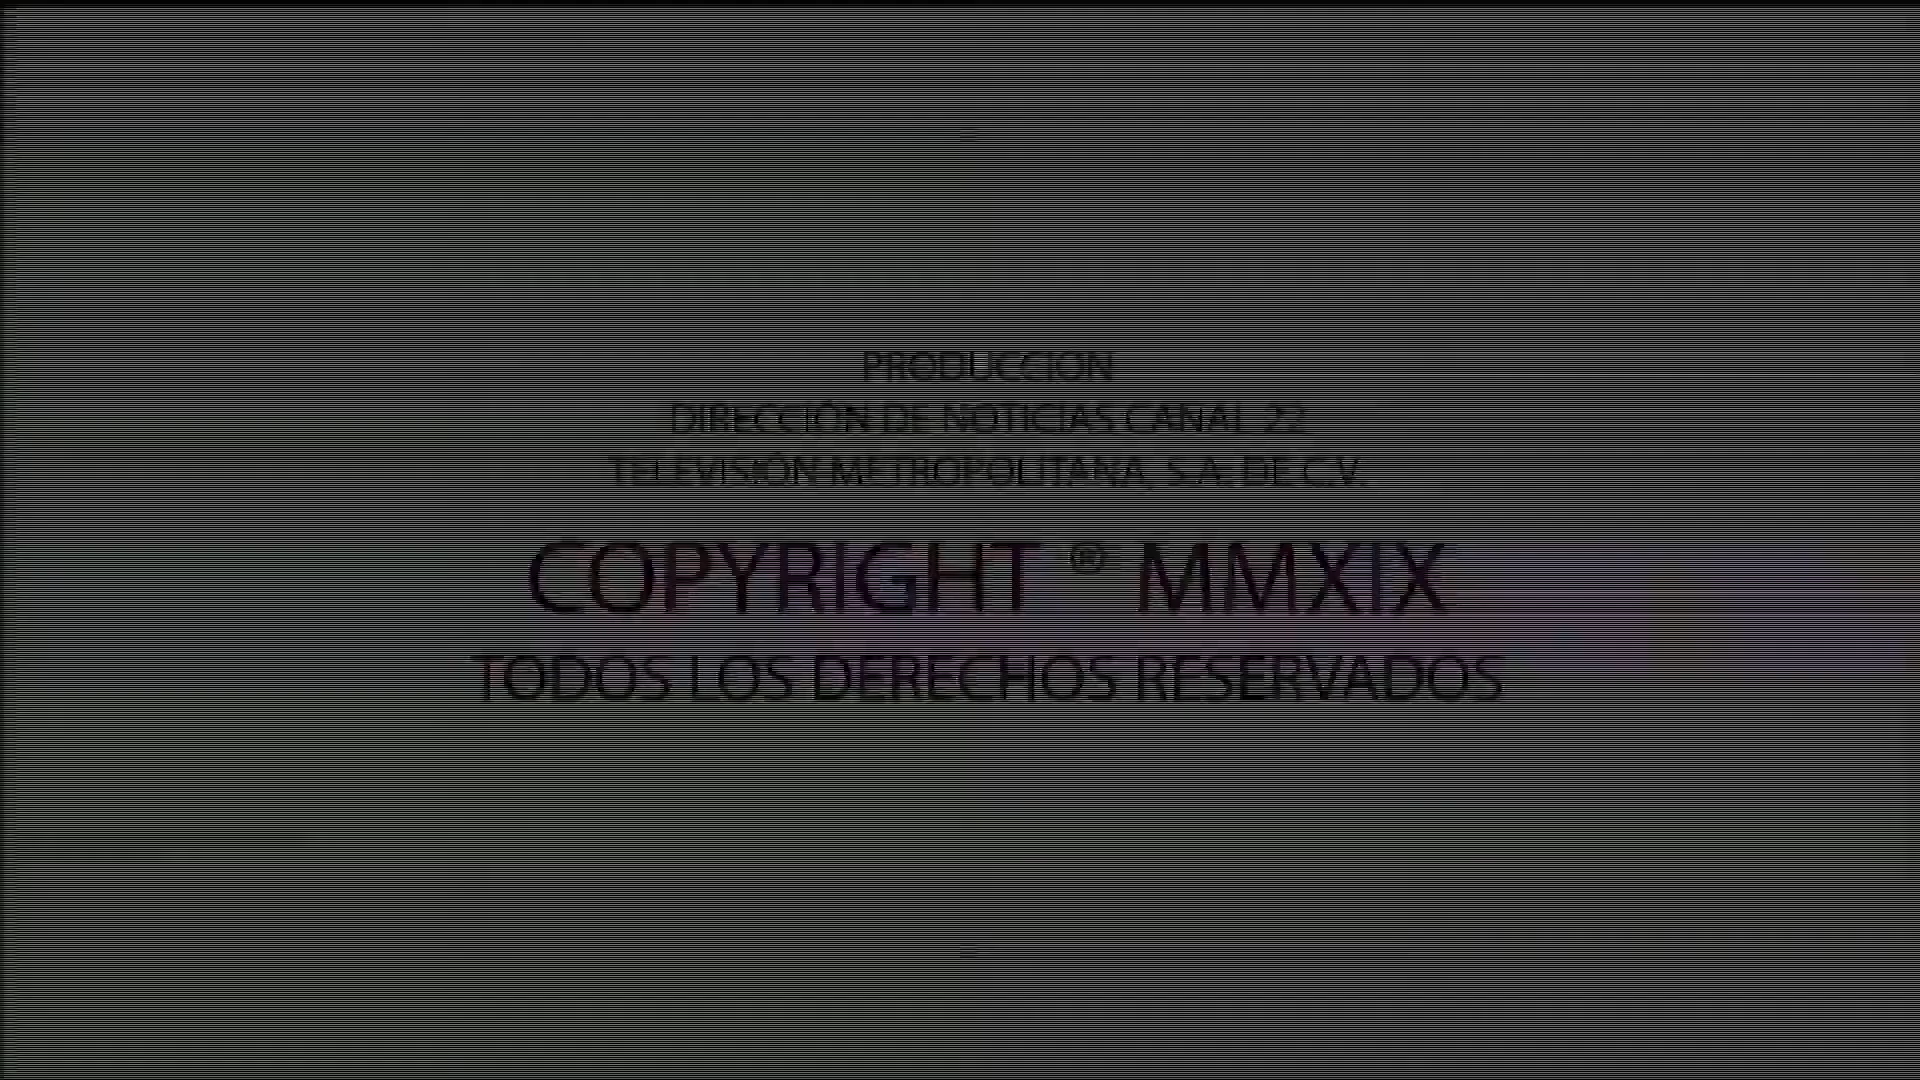 PRODUCCIÓN
DIRECCIÓN DE NOTICIAS CANAL 22
TELEVISIÓN METROPOLITANA, S.A. DE C.V.
COPYRIGHT ® MMXIX
TODOS LOS DERECHOS RESERVADOS